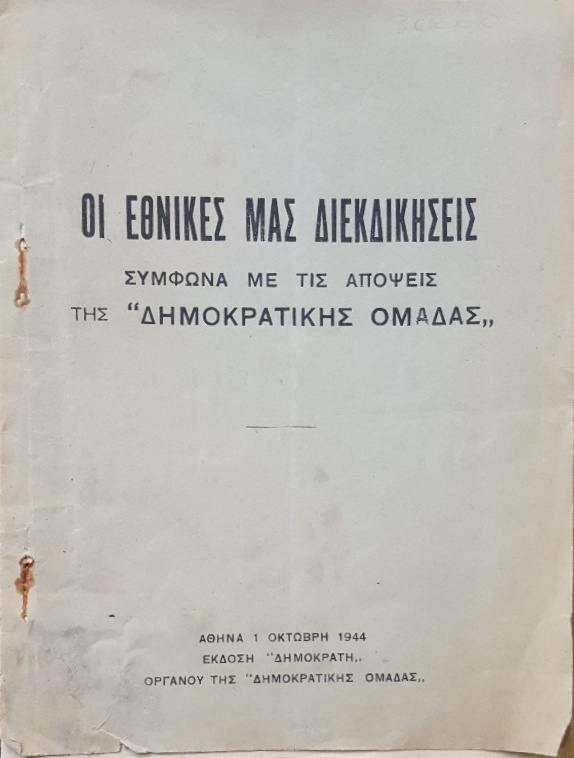 ΟΙ ΕΘΝΙΚΕΣ ΜΑΣ ΔΙΕΚΔΙΚΗΣΕΙΣ
ΣΥΜΦΩΝΑ ΜΕ ΤΙΣ ΑΠΟΨΕΙΣ
ΤΗΣ “ΔΗΜΟΚΡΑΤΙΚΗΣ ΟΜΑΔΑΣ„
ΑΘΗΝΑ 1 ΟΚΤΩΒΡΗ 1944
ΕΚΔΟΣΗ “ΔΗΜΟΚΡΑΤΗ„
ΟΡΓΑΝΟΥ ΤΗΣ “ΔΗΜΟΚΡΑΤΙΚΗΣ ΟΜΑΔΑΣ„